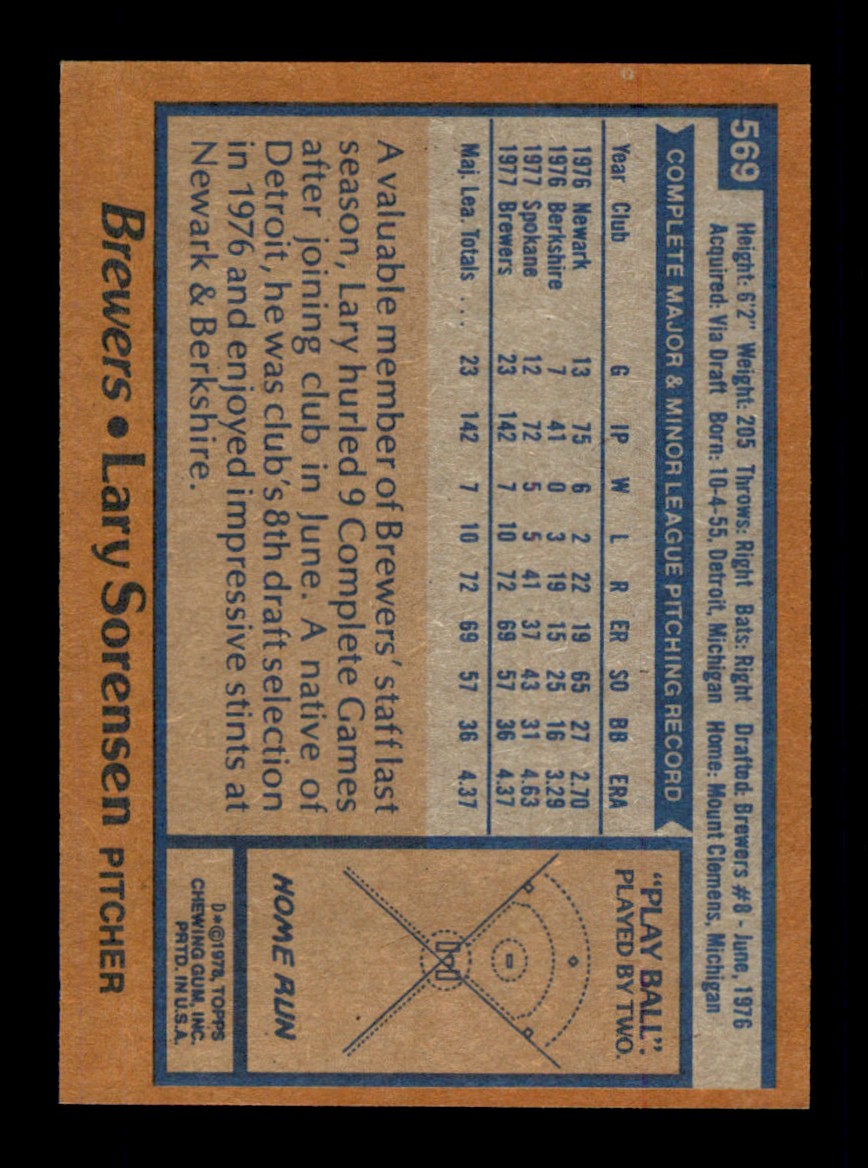 569
Height: 6'2" Weight: 205 Throws: Right Bats: Right Drafted: Brewers #8 - June, 1976
Acquired: Via Draft Born: 10-4-55, Detroit, Michigan Home: Mount Clemens, Michigan
COMPLETE MAJOR & MINOR LEAGUE PITCHING RECORD
Year Club G IP W L R ER SO BB ERA
1976 Newark 13 75 6 2 22 19 65 27 2.70
1976 Berkshire 7 41 0 3 19 15 25 16 3.29
1977 Spokane 12 72 5 5 41 37 43 31 4.63
1977 Brewers 23 142 7 10 72 69 57 36 4.37
Maj. Lea. Totals ... 23 142 7 10 72 69 57 36 4.37
A valuable member of Brewers' staff last
season, Lary hurled 9 Complete Games
after joining club in June. A native of
Detroit, he was club's 8th draft selection
in 1976 and enjoyed impressive stints at
Newark & Berkshire.
"PLAY BALL".
PLAYED BY TWO.
HOME RUN
D*©1978, TOPPS
CHEWING GUM, INC.
PRTD. IN U.S.A.
Brewers • Lary Sorensen PITCHER